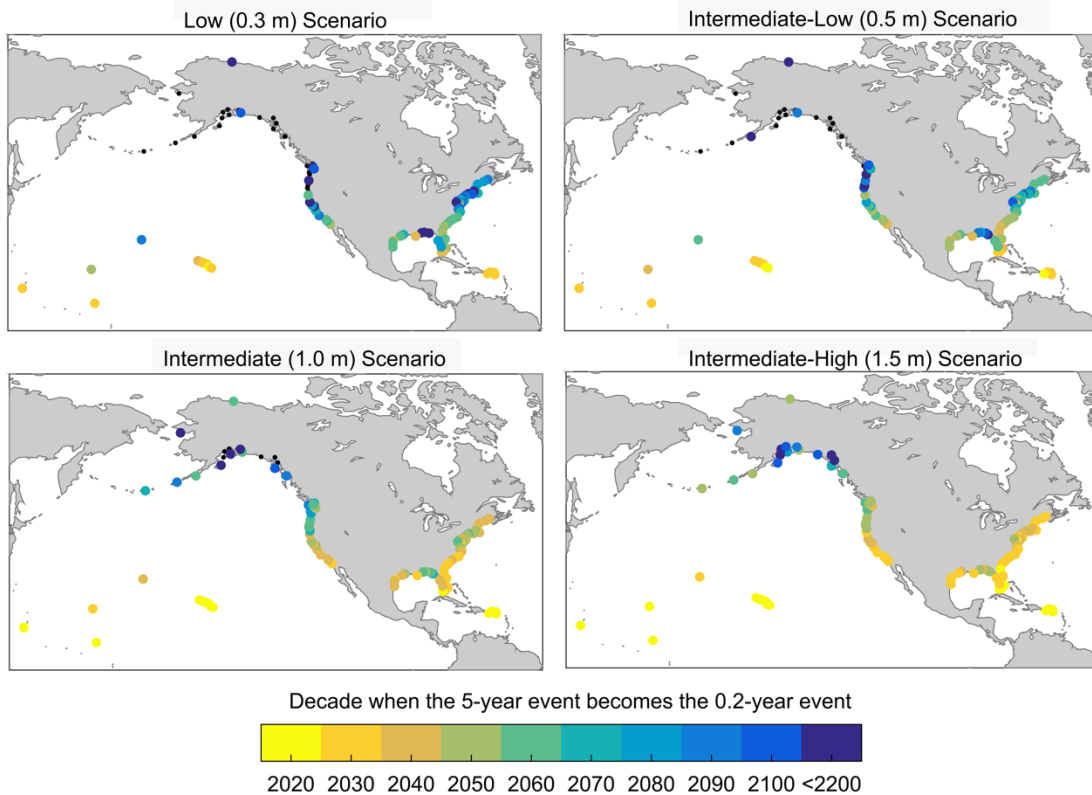 Low (0.3 m) Scenario
Intermediate-Low (0.5 m) Scenario
Intermediate (1.0 m) Scenario
Intermediate-High (1.5 m) Scenario
Decade when the 5-year event becomes the 0.2-year event
2020 2030 2040 2050 2060 2070 2080 2090 2100 <2200